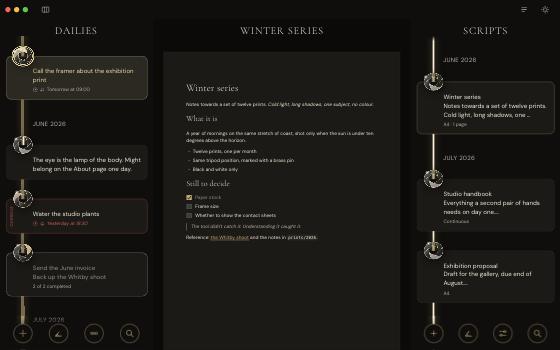 DAILIES
Call the framer about the exhibition
print
Tomorrow at 09:00
JUNE 2026
The eye is the lamp of the body. Might
belong on the About page one day.
Water the studio plants
Yesterday at 18:30
Send the June invoice
Back up the Whitby shoot
2 of 2 completed
JULY 2026
WINTER SERIES
Winter series
Notes towards a set of twelve prints. Cold light, long shadows, one subject, no colour.
What it is
A year of mornings on the same stretch of coast, shot only when the sun is under ten
degrees above the horizon.
– Twelve prints, one per month
– Same tripod position, marked with a brass pin
– Black and white only
Still to decide
Paper stock
Frame size
Whether to show the contact sheets
The tool didn't catch it. Understanding it caught it.
Reference: the Whitby shoot and the notes in prints/2026.
SCRIPTS
JUNE 2026
Winter series
Notes towards a set of twelve prints.
Cold light, long shadows, one ...
A4 1 page
JULY 2026
Studio handbook
Everything a second pair of hands
needs on day one...
Continuous
Exhibition proposal
Draft for the gallery, due end of
August...
A4